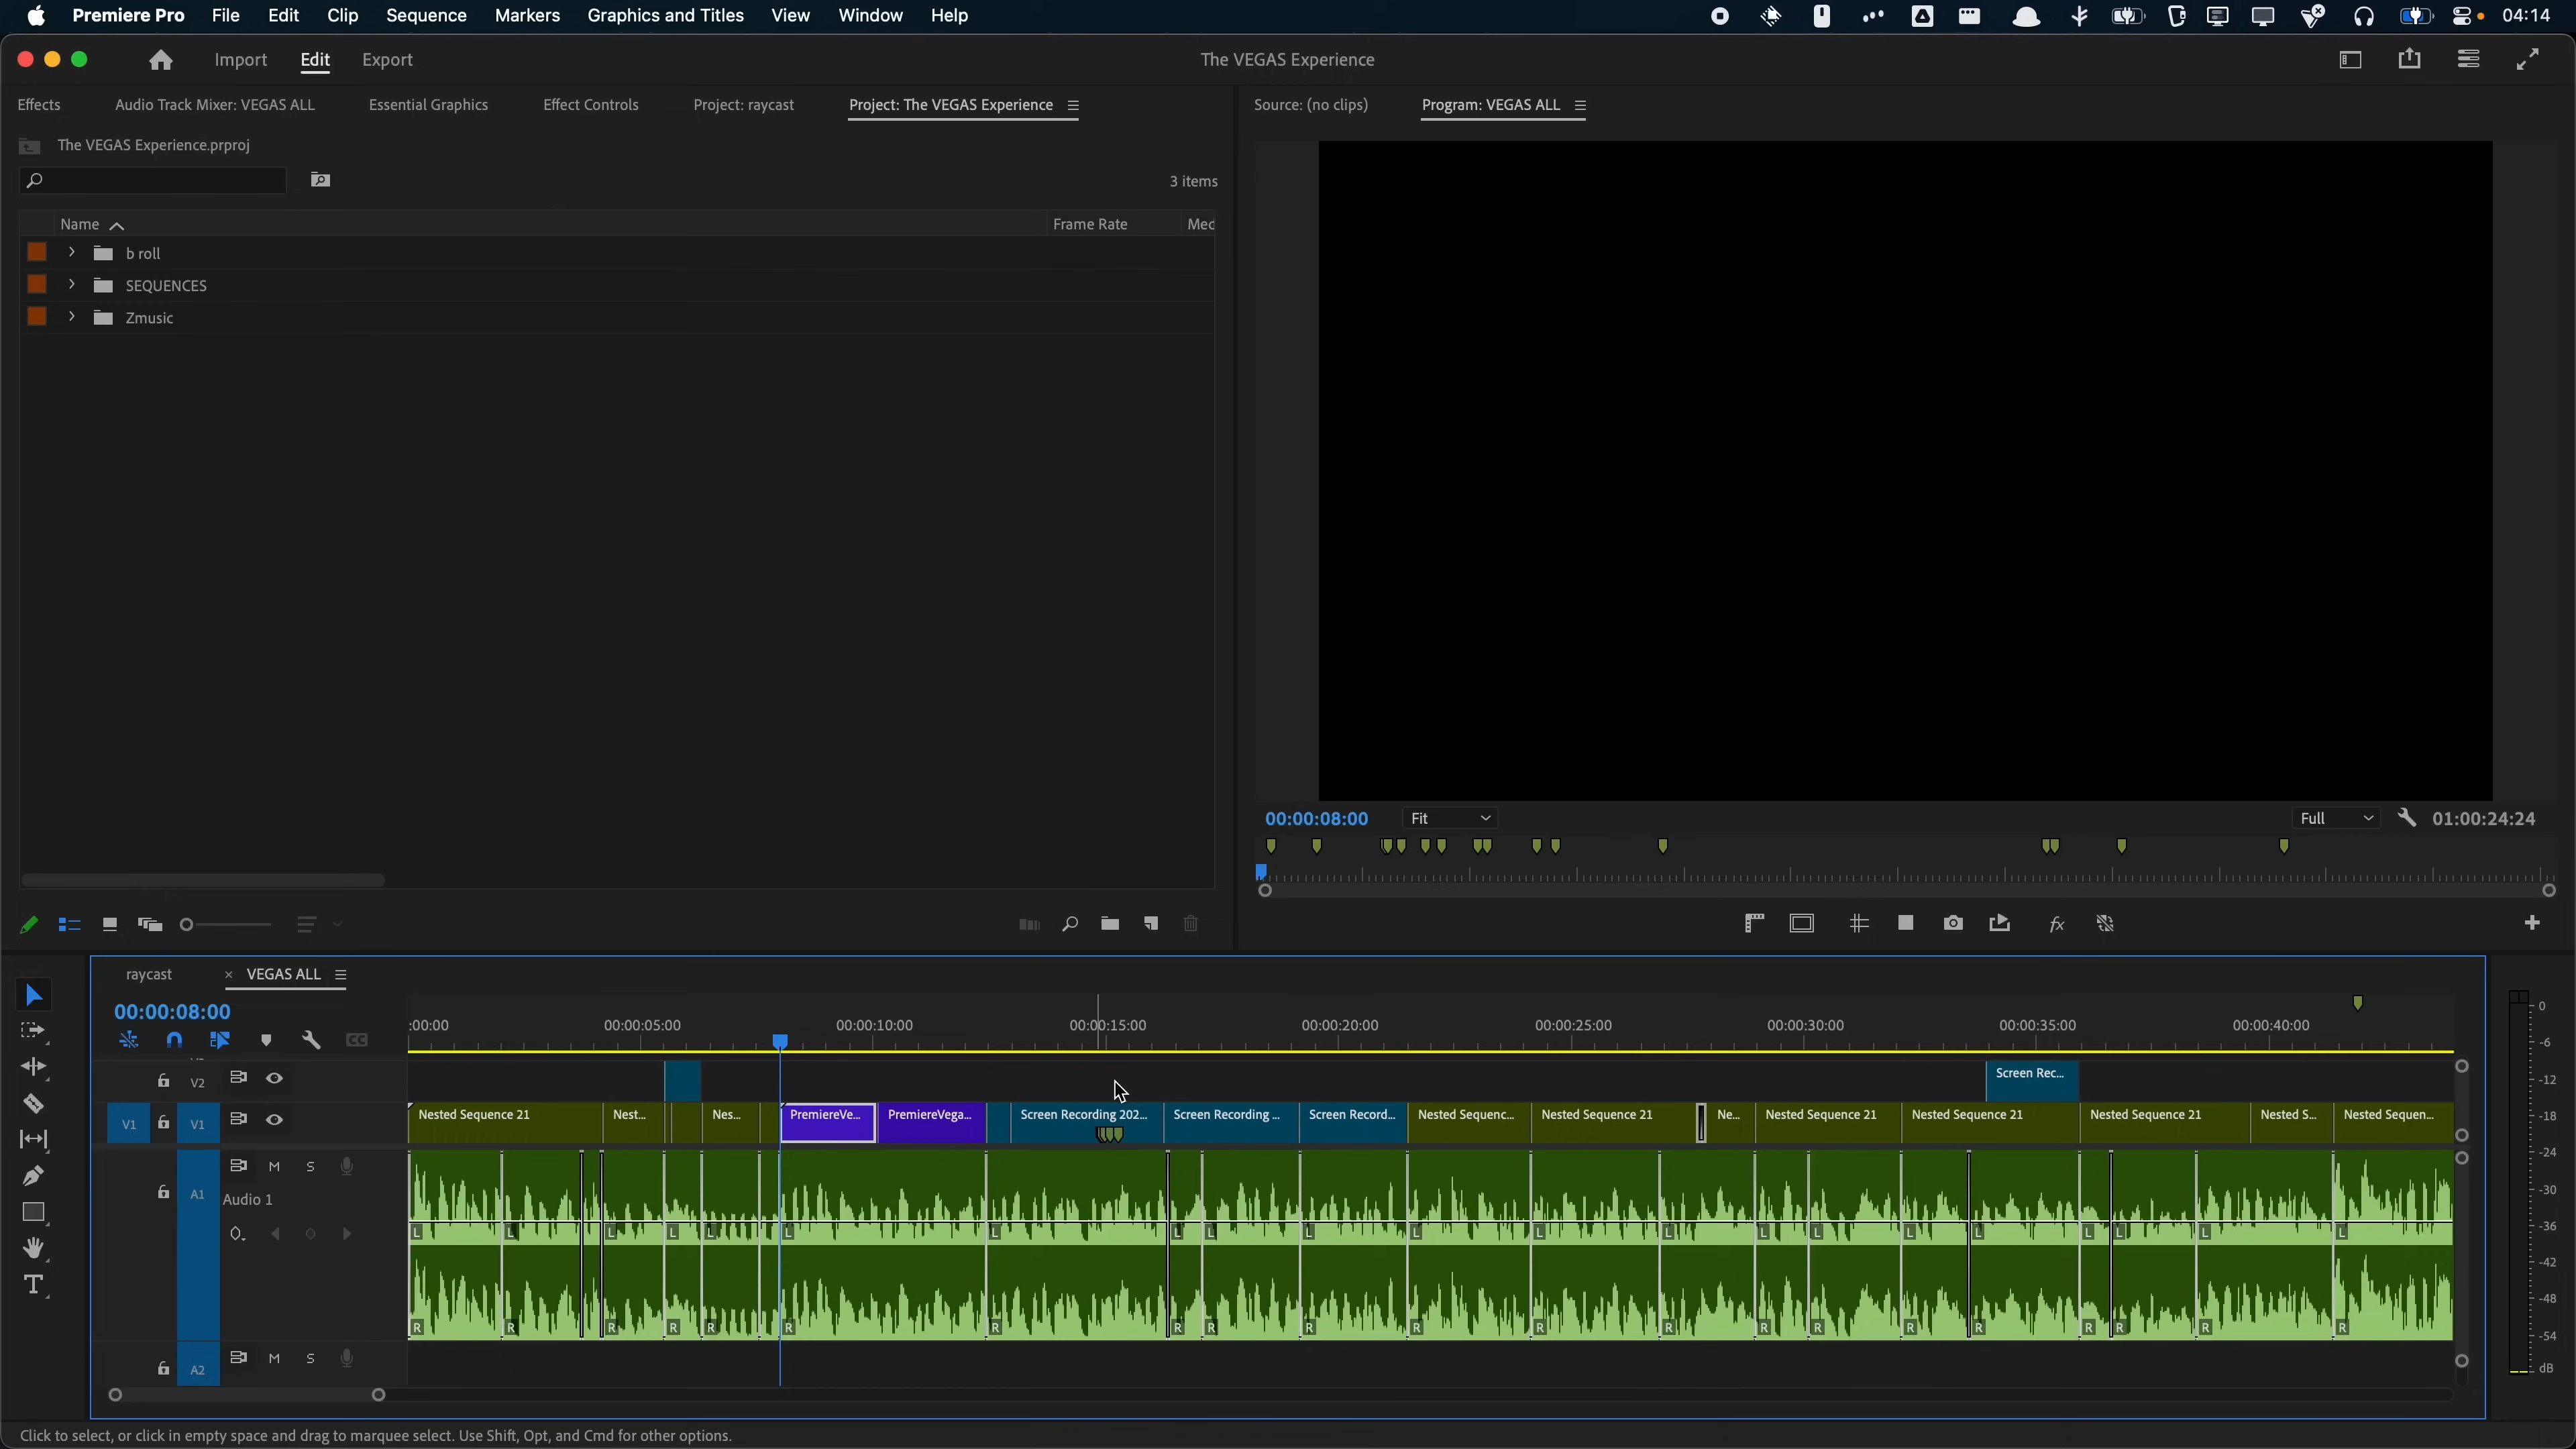 Premiere Pro File Edit Clip Sequence Markers Graphics and Titles View Window Help 04:14
Import Edit Export The VEGAS Experience
Effects Audio Track Mixer: VEGAS ALL Essential Graphics Effect Controls Project: raycast Project: The VEGAS Experience
Source: (no clips) Program: VEGAS ALL
The VEGAS Experience.prproj
3 items
Name Frame Rate Med
b roll
SEQUENCES
Zmusic
00:00:08:00 Fit Full 01:00:24:24
raycast × VEGAS ALL
00:00:08:00
:00:00 00:00:05:00 00:00:10:00 00:00:15:00 00:00:20:00 00:00:25:00 00:00:30:00 00:00:35:00 00:00:40:00
V2 Screen Rec...
V1 V1 Nested Sequence 21 Nest... Nes... PremiereVe... PremiereVega... Screen Recording 202... Screen Recording ... Screen Record... Nested Sequenc... Nested Sequence 21 Ne... Nested Sequence 21 Nested Sequence 21 Nested Sequence 21 Nested S... Nested Sequen...
M S
A1 Audio 1
L L L L L L L L L L L L L L L L L L L L L
R R R R R R R R R R R R R R R R R R R R R
A2 M S
0
-6
-12
-18
-24
-30
-36
-42
-48
-54
dB
Click to select, or click in empty space and drag to marquee select. Use Shift, Opt, and Cmd for other options.